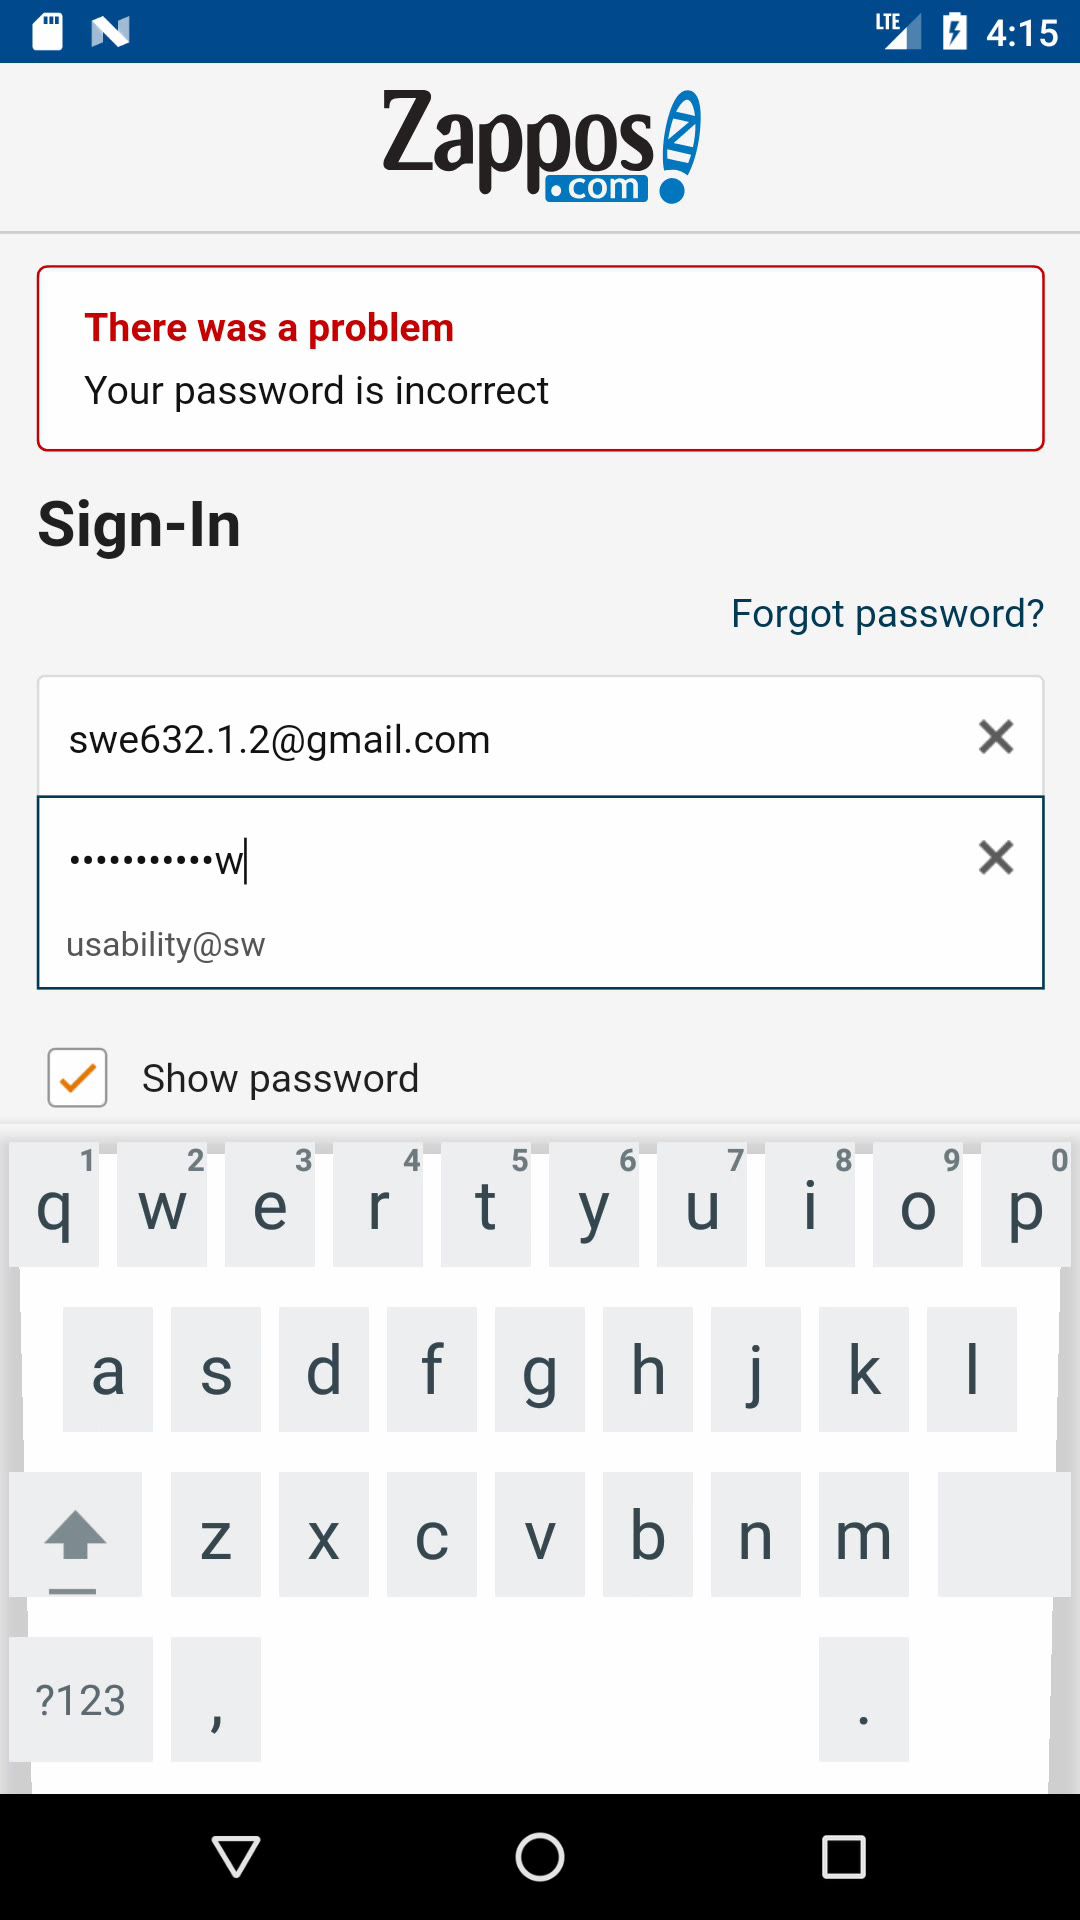 LTE 4:15
Zappos
.com
There was a problem
Your password is incorrect
Sign-In
Forgot password?
swe632.1.2@gmail.com
••••••••••••w
usability@sw
Show password
1 2 3 4 5 6 7 8 9 0
q w e r t y u i o p
a s d f g h j k l
z x c v b n m
?123 , .